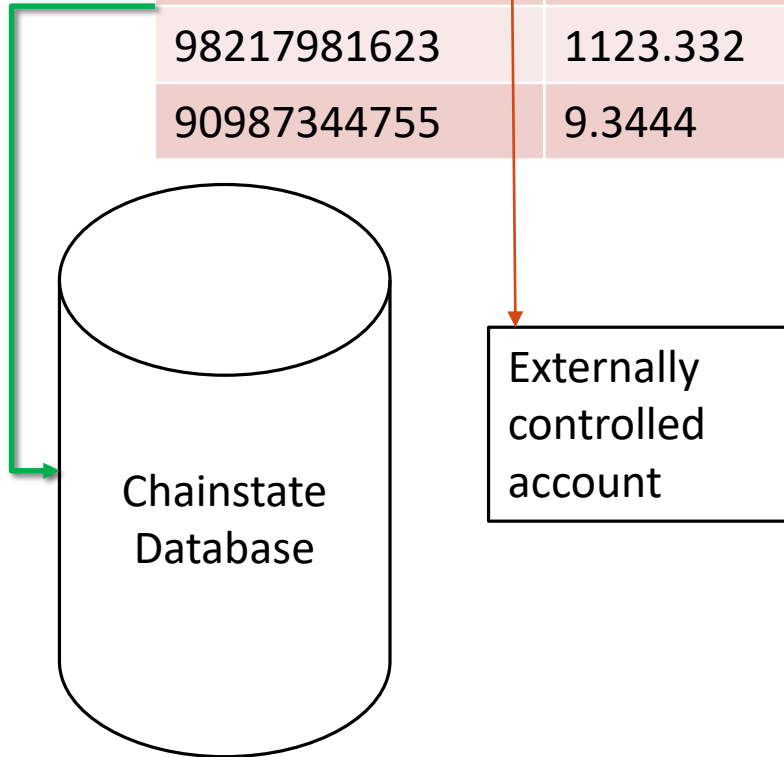 98217981623 1123.332
90987344755 9.3444
Externally
controlled
account
Chainstate
Database